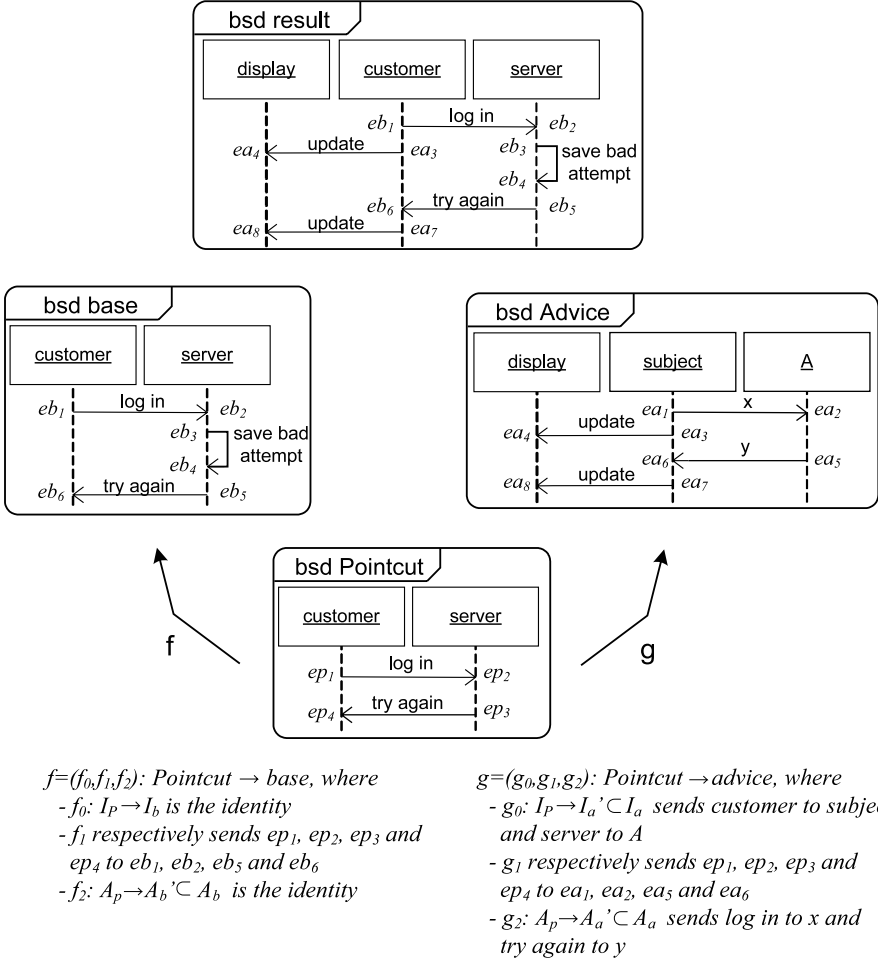 bsd result
display customer server
eb1 log in eb2
eb3
ea4 update ea3 save bad
eb4 attempt
eb6 try again eb5
ea8 update ea7
bsd base
customer server
eb1 log in eb2
eb3 save bad
eb4 attempt
eb6 try again eb5
bsd Advice
display subject A
ea1 x ea2
ea4 update ea3
ea6 y ea5
ea8 update ea7
bsd Pointcut
customer server
ep1 log in ep2
ep4 try again ep3
f
g
f=(f0,f1,f2): Pointcut → base, where
- f0: IP→Ib is the identity
- f1 respectively sends ep1, ep2, ep3 and
ep4 to eb1, eb2, eb5 and eb6
- f2: Ap→Ab’⊂ Ab is the identity
g=(g0,g1,g2): Pointcut →advice, where
- g0: IP→Ia’⊂ Ia sends customer to subjec
and server to A
- g1 respectively sends ep1, ep2, ep3 and
ep4 to ea1, ea2, ea5 and ea6
- g2: Ap→Aa’⊂ Aa sends log in to x and
try again to y